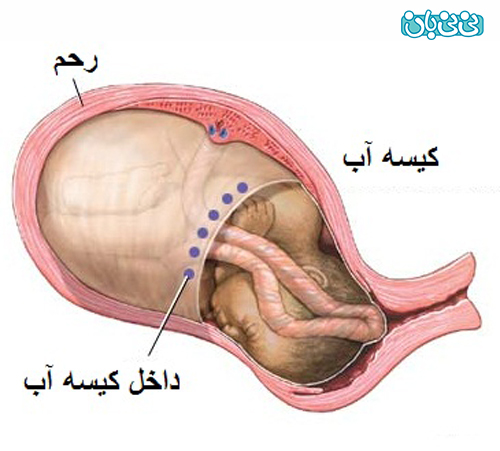 نی نی بان
رحم
کیسه آب
داخل کیسه آب